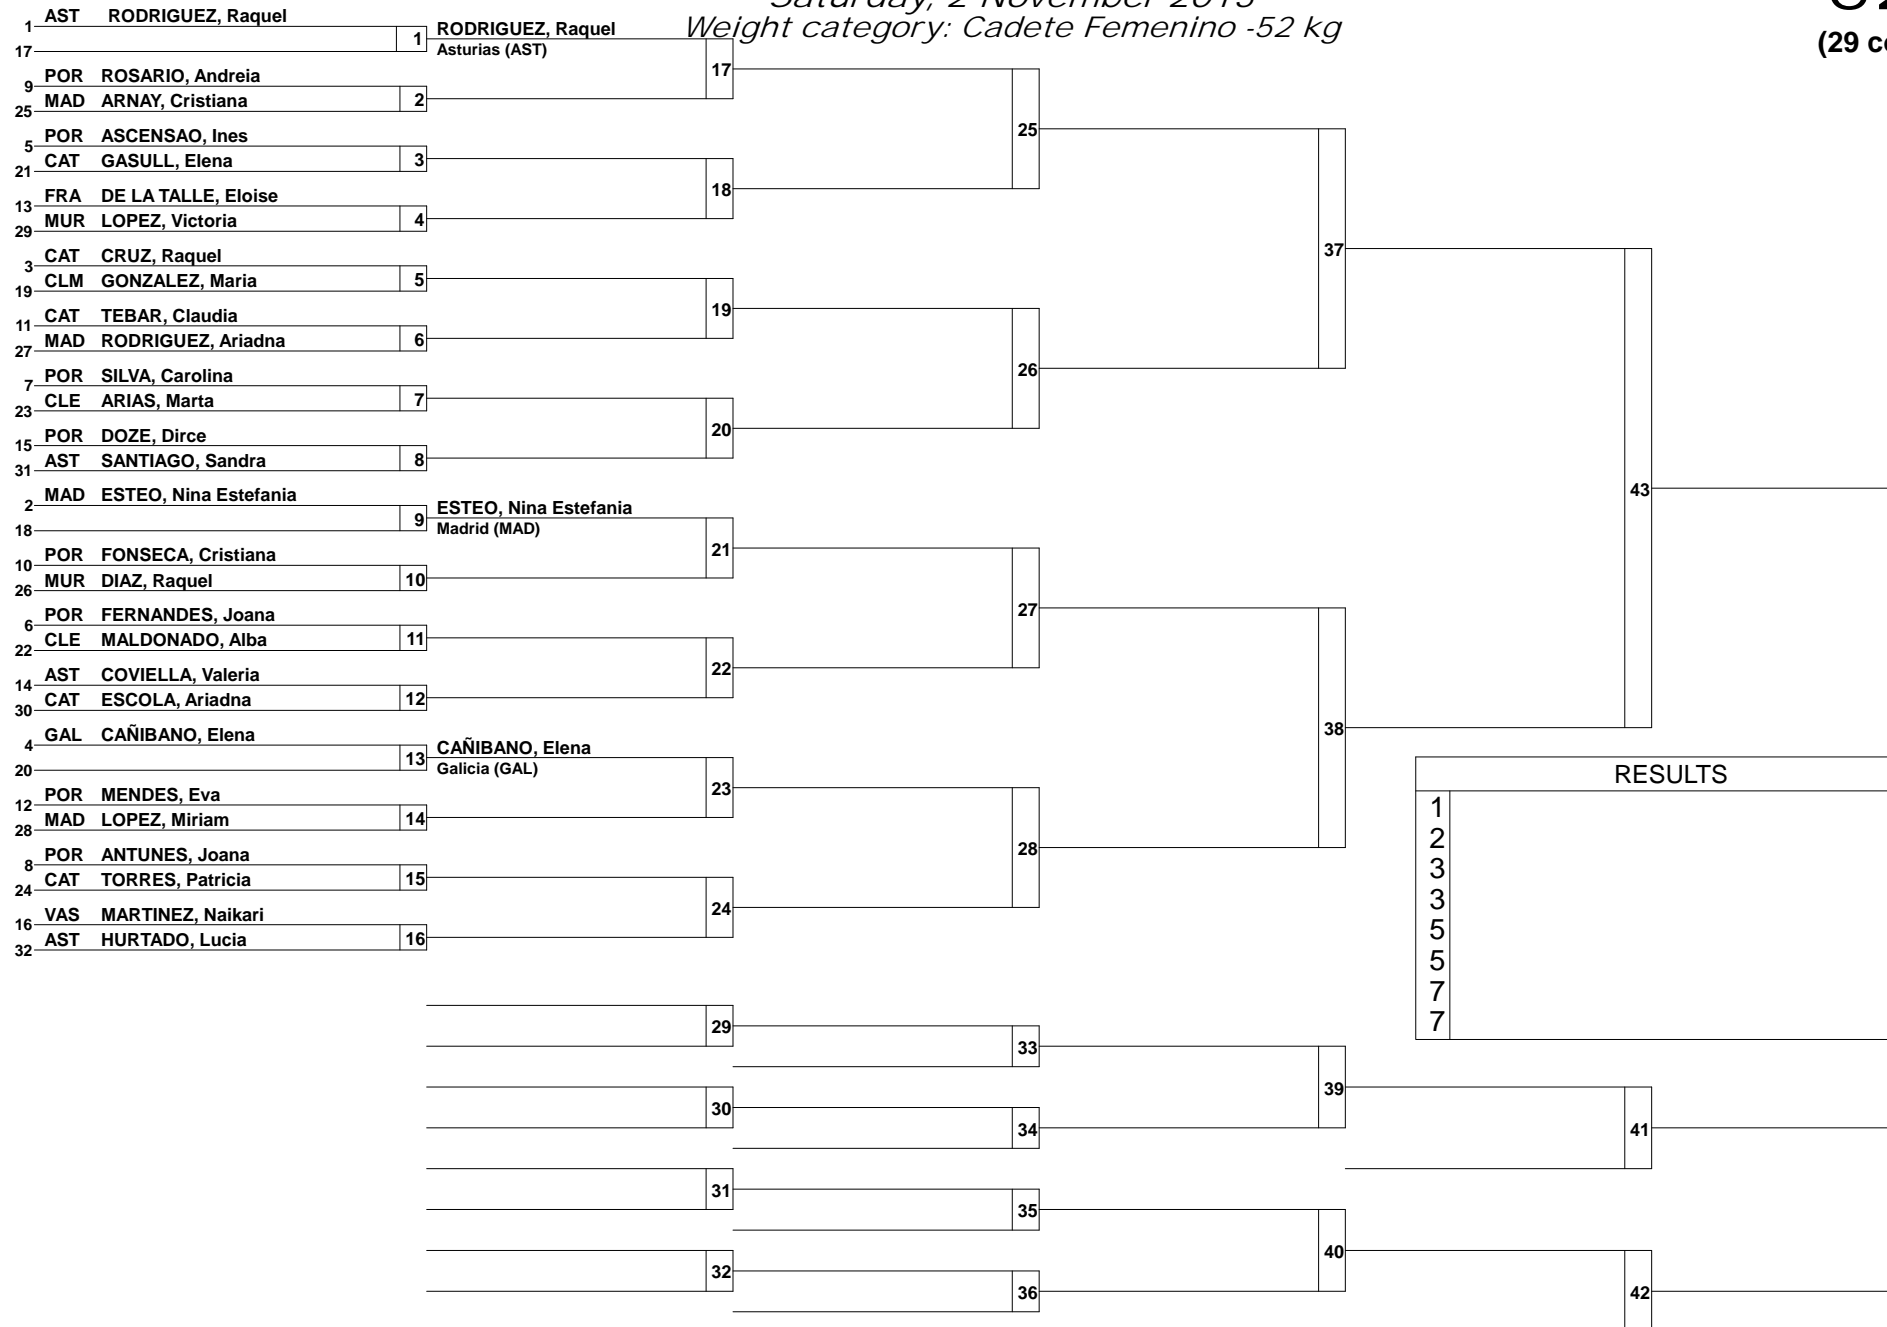 Saturday, 2 November 2013
Weight category: Cadete Femenino -52 kg
(29
1 AST RODRIGUEZ, Raquel
17
1
RODRIGUEZ, Raquel
Asturias (AST)
9 POR ROSARIO, Andreia
25 MAD ARNAY, Cristiana
2
17
5 POR ASCENSAO, Ines
21 CAT GASULL, Elena
3
13 FRA DE LA TALLE, Eloise
29 MUR LOPEZ, Victoria
4
18
25
3 CAT CRUZ, Raquel
19 CLM GONZALEZ, Maria
5
11 CAT TEBAR, Claudia
27 MAD RODRIGUEZ, Ariadna
6
19
7 POR SILVA, Carolina
23 CLE ARIAS, Marta
7
15 POR DOZE, Dirce
31 AST SANTIAGO, Sandra
8
20
26
37
2 MAD ESTEO, Nina Estefania
18
9
ESTEO, Nina Estefania
Madrid (MAD)
10 POR FONSECA, Cristiana
26 MUR DIAZ, Raquel
10
21
6 POR FERNANDES, Joana
22 CLE MALDONADO, Alba
11
14 AST COVIELLA, Valeria
30 CAT ESCOLA, Ariadna
12
22
27
43
4 GAL CAÑIBANO, Elena
20
13
CAÑIBANO, Elena
Galicia (GAL)
12 POR MENDES, Eva
28 MAD LOPEZ, Miriam
14
23
8 POR ANTUNES, Joana
24 CAT TORRES, Patricia
15
16 VAS MARTINEZ, Naikari
32 AST HURTADO, Lucia
16
24
28
38
RESULTS
1
2
3
3
5
5
7
7
29
33
30
34
39
41
31
35
32
36
40
42